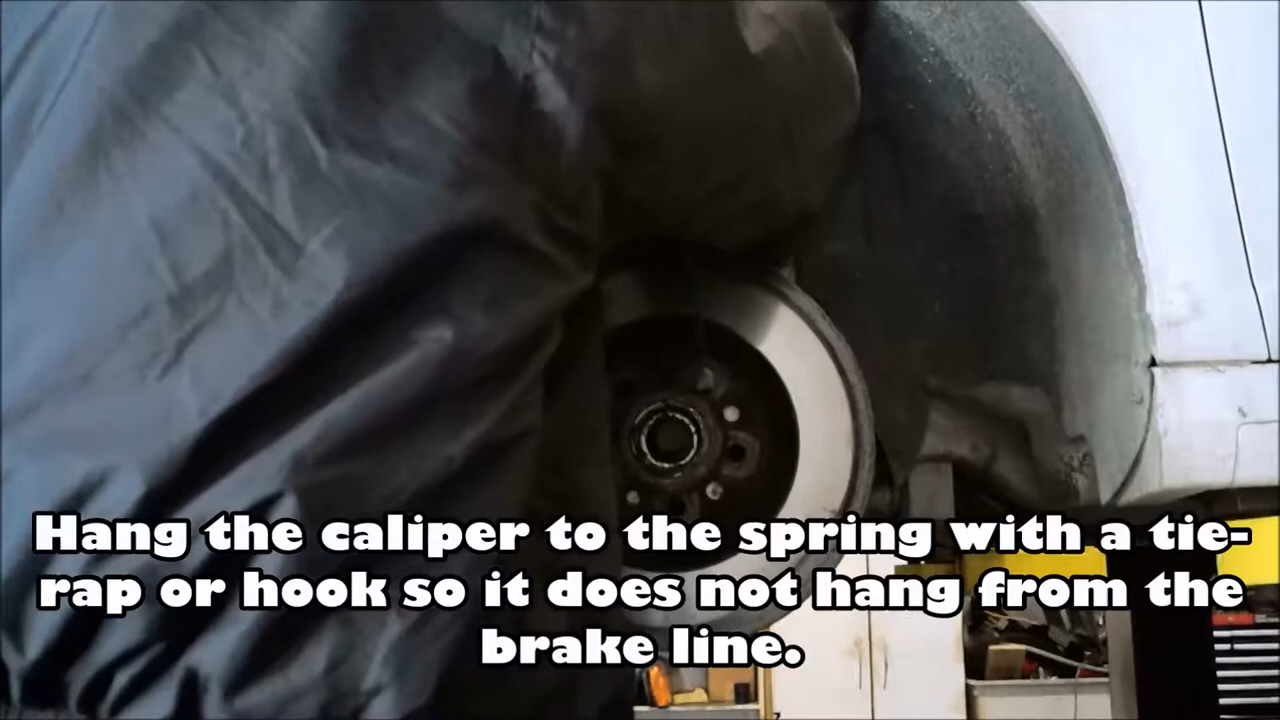 Hang the caliper to the spring with a tie-
rap or hook so it does not hang from the
brake line.